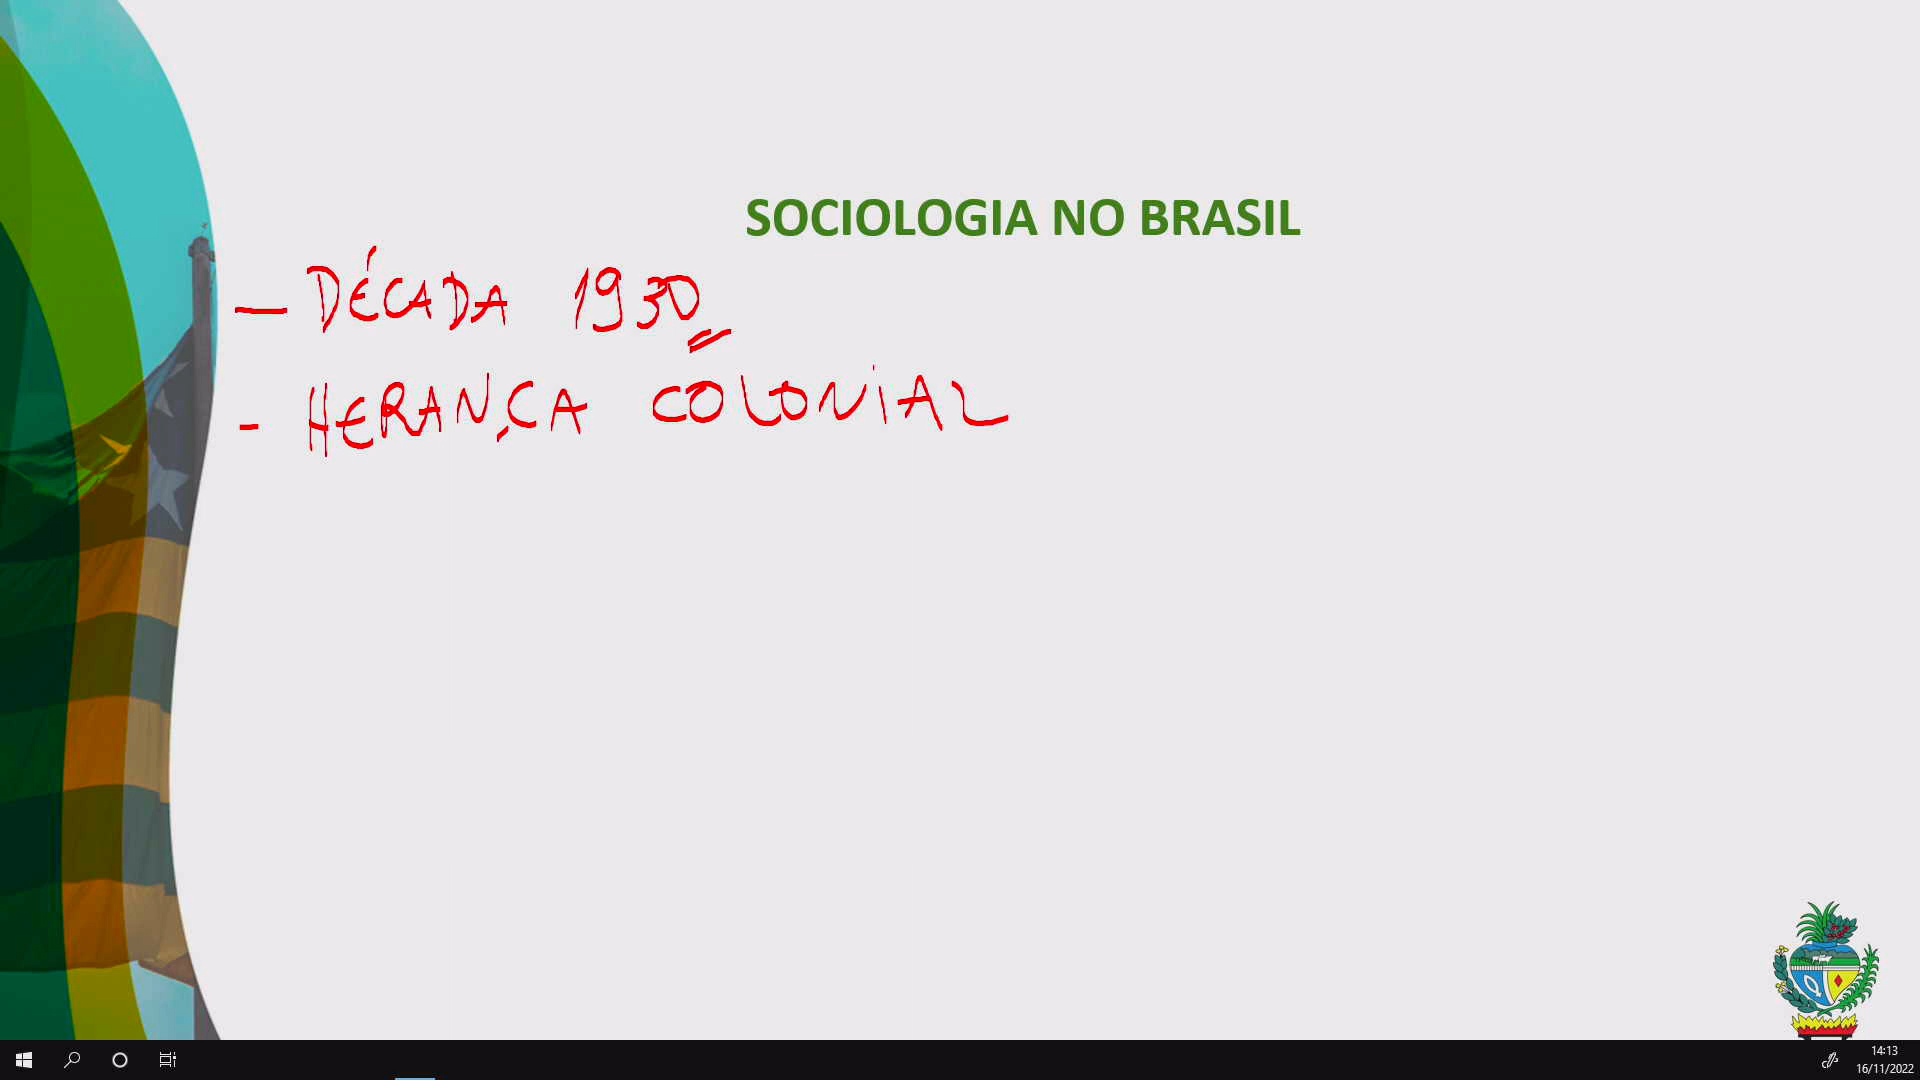 SOCIOLOGIA NO BRASIL
— DÉCADA 1930
- HERANÇA COLONIAL
14:13
16/11/2022